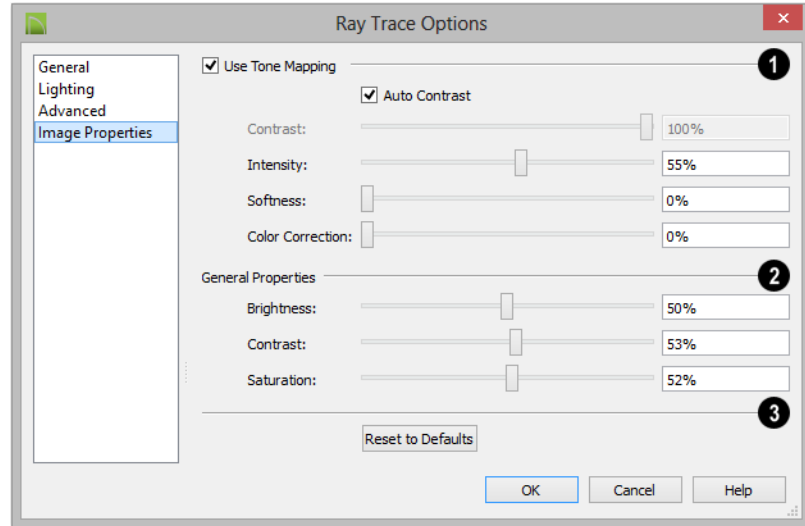 Ray Trace Options
General
Lighting
Advanced
Image Properties
Use Tone Mapping
1
Auto Contrast
Contrast: 100%
Intensity: 55%
Softness: 0%
Color Correction: 0%
General Properties
2
Brightness: 50%
Contrast: 53%
Saturation: 52%
3
Reset to Defaults
OK Cancel Help